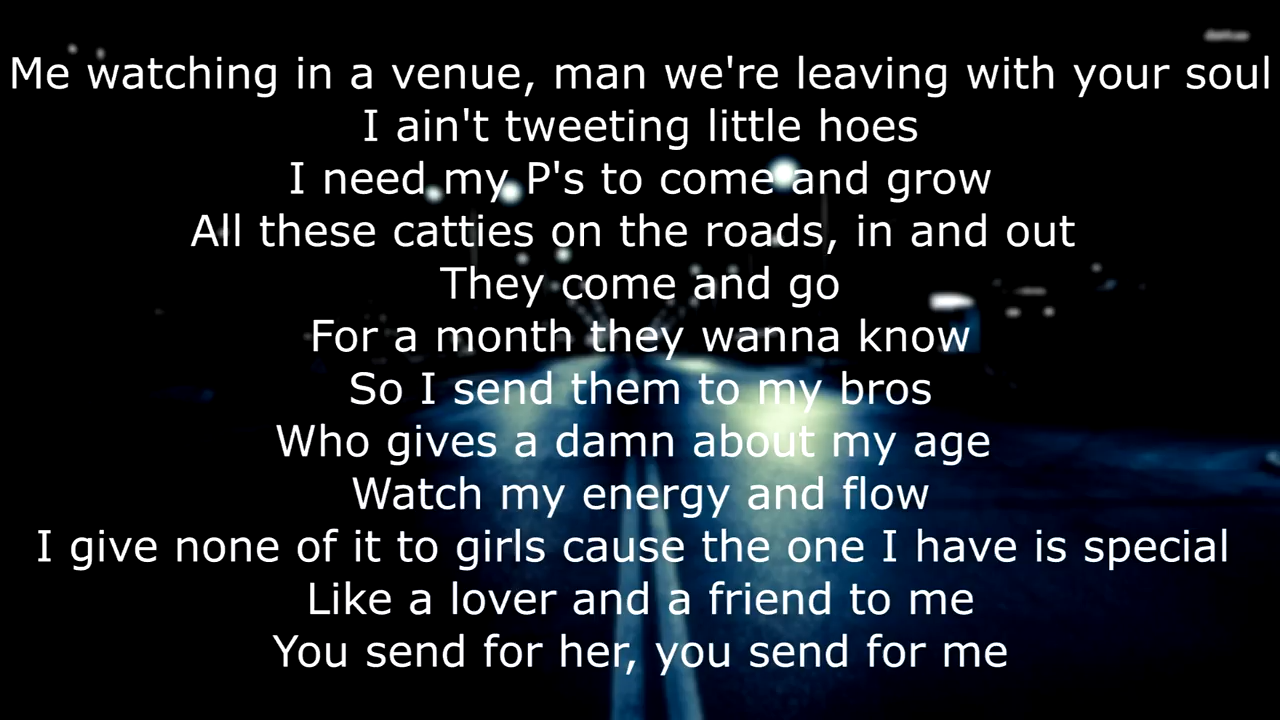 Me watching in a venue, man we're leaving with your soul
I ain't tweeting little hoes
I need my P's to come and grow
All these catties on the roads, in and out
They come and go
For a month they wanna know
So I send them to my bros
Who gives a damn about my age
Watch my energy and flow
I give none of it to girls cause the one I have is special
Like a lover and a friend to me
You send for her, you send for me